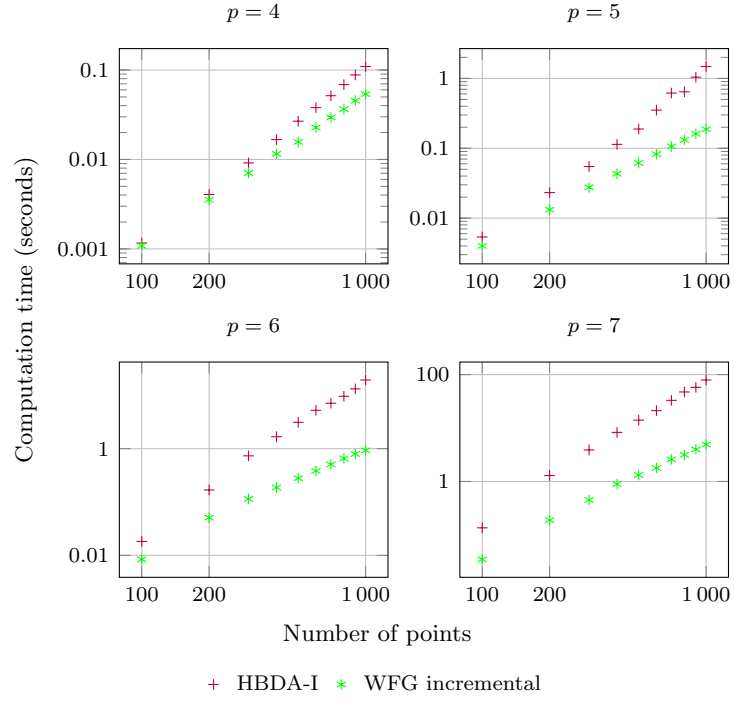 p = 4
p = 5
0.1
0.01
0.001
100
200
1 000
1
0.1
0.01
100
200
1 000
Computation time (seconds)
p = 6
p = 7
1
0.01
100
200
1 000
100
1
100
200
1 000
Number of points
HBDA-I
WFG incremental